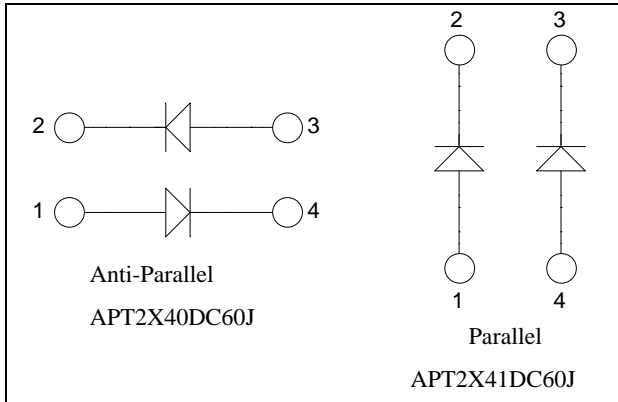 2 3
1 4
Anti-Parallel
APT2X40DC60J
2 3
1 4
Parallel
APT2X41DC60J